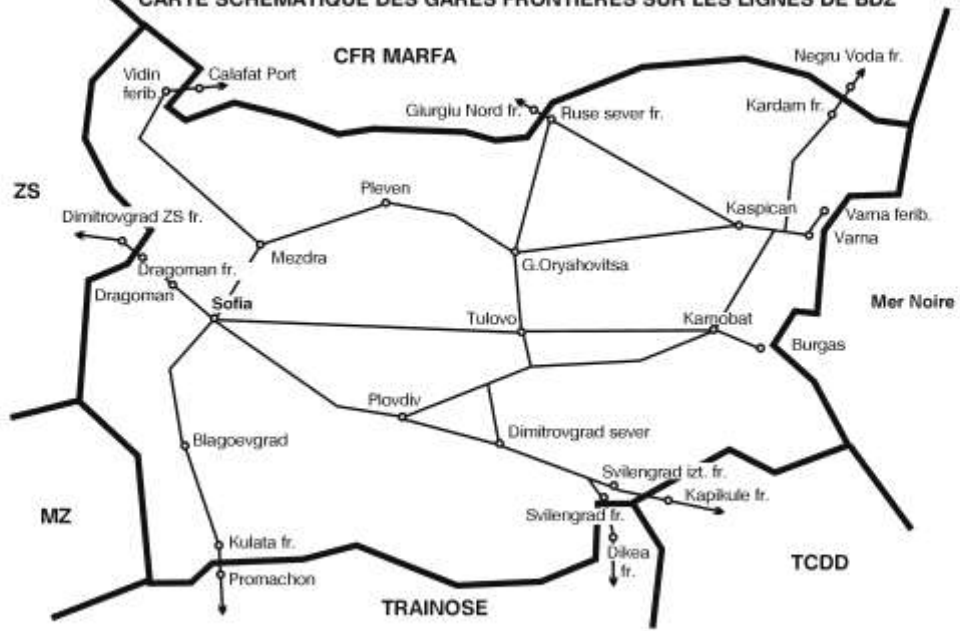 CARTE SCHEMATIQUE DES GARES FRONTIERES SUR LES LIGNES DE BDZ
CFR MARFA
Negru Voda fr.
Vidin
ferib.
Calafat Port
Giurgiu Nord fr.
Ruse sever fr.
Kardam fr.
ZS
Pleven
Kaspican
Varna ferib.
Dimitrovgrad ZS fr.
Varna
Mezdra
G.Oryahovitsa
Dragoman fr.
Dragoman
Sofia
Mer Noire
Tulovo
Karnobat
Burgas
Plovdiv
Dimitrovgrad sever
Blagoevgrad
Svilengrad izt. fr.
Kapikule fr.
MZ
Svilengrad fr.
Kulata fr.
Dikea
fr.
TCDD
Promachon
TRAINOSE